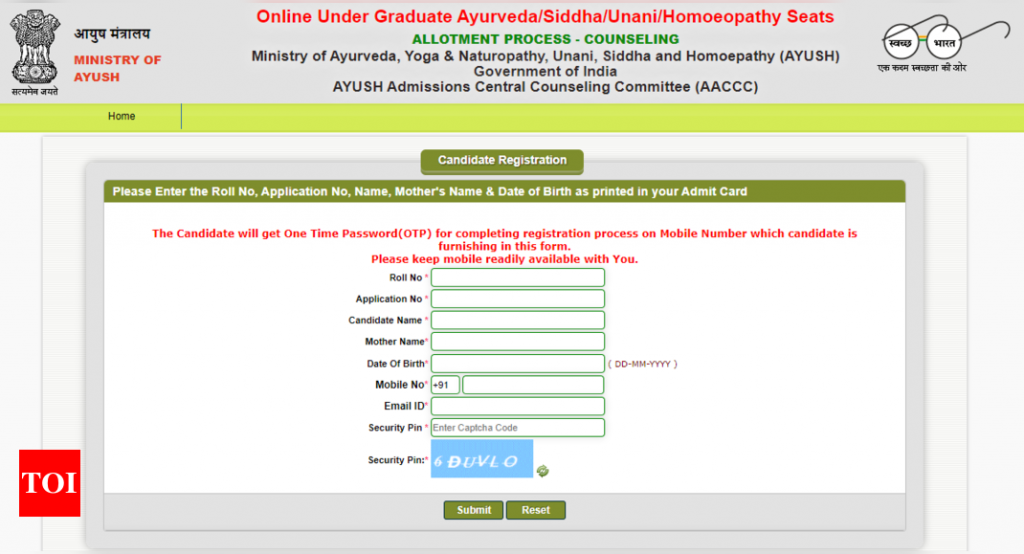 Online Under Graduate Ayurveda/Siddha/Unani/Homoeopathy Seats
ALLOTMENT PROCESS - COUNSELING
Ministry of Ayurveda, Yoga & Naturopathy, Unani, Siddha and Homoepathy (AYUSH)
Government of India
AYUSH Admissions Central Counseling Committee (AACCC)
आयुष मंत्रालय
MINISTRY OF
AYUSH
सत्यमेव जयते
स्वच्छ भारत
एक कदम स्वच्छता की ओर
Home
Candidate Registration
Please Enter the Roll No, Application No, Name, Mother's Name & Date of Birth as printed in your Admit Card
The Candidate will get One Time Password(OTP) for completing registration process on Mobile Number which candidate is
furnishing in this form.
Please keep mobile readily available with You.
Roll No *
Application No *
Candidate Name *
Mother Name*
Date Of Birth* ( DD-MM-YYYY )
Mobile No* +91
Email ID*
Security Pin * Enter Captcha Code
Security Pin:* 6 DUVLO
TOI
Submit Reset